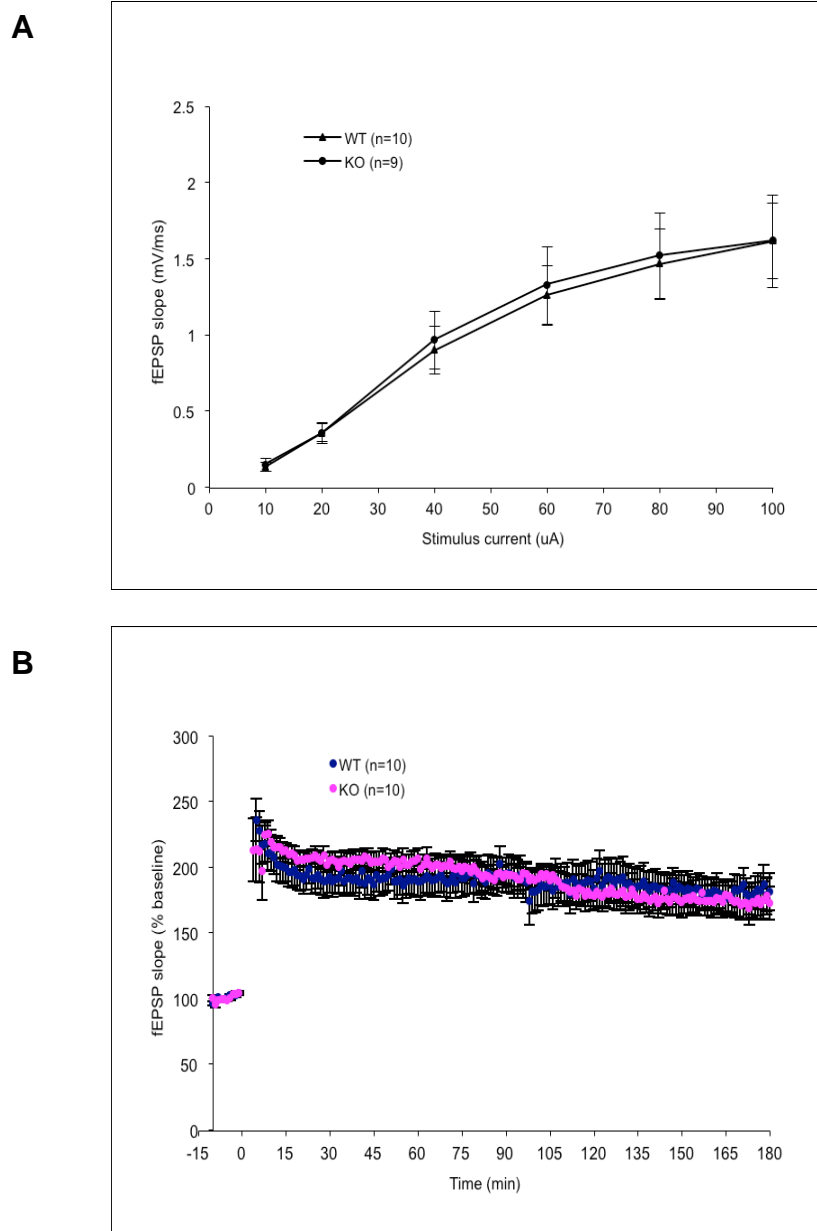 A
2.5
WT (n=10)
KO (n=9)
2
1.5
1
0.5
0
fEPSP slope (mV/ms)
0 10 20 30 40 50 60 70 80 90 100
Stimulus current (uA)
B
300
WT (n=10)
KO (n=10)
250
200
150
100
50
0
fEPSP slope (% baseline)
-15 0 15 30 45 60 75 90 105 120 135 150 165 180
Time (min)